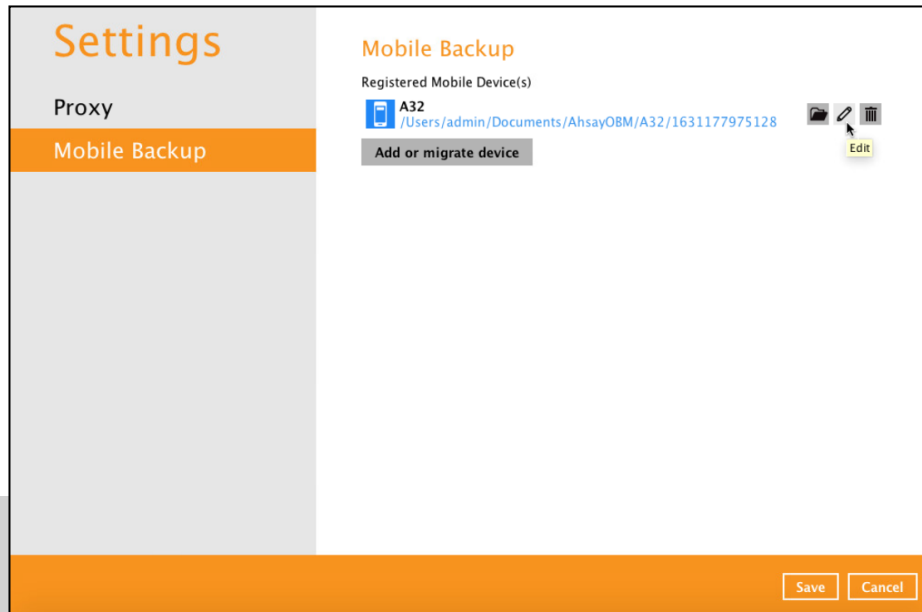 Settings
Proxy
Mobile Backup
Mobile Backup
Registered Mobile Device(s)
A32
/Users/admin/Documents/AhsayOBM/A32/1631177975128
Edit
Add or migrate device
Save
Cancel